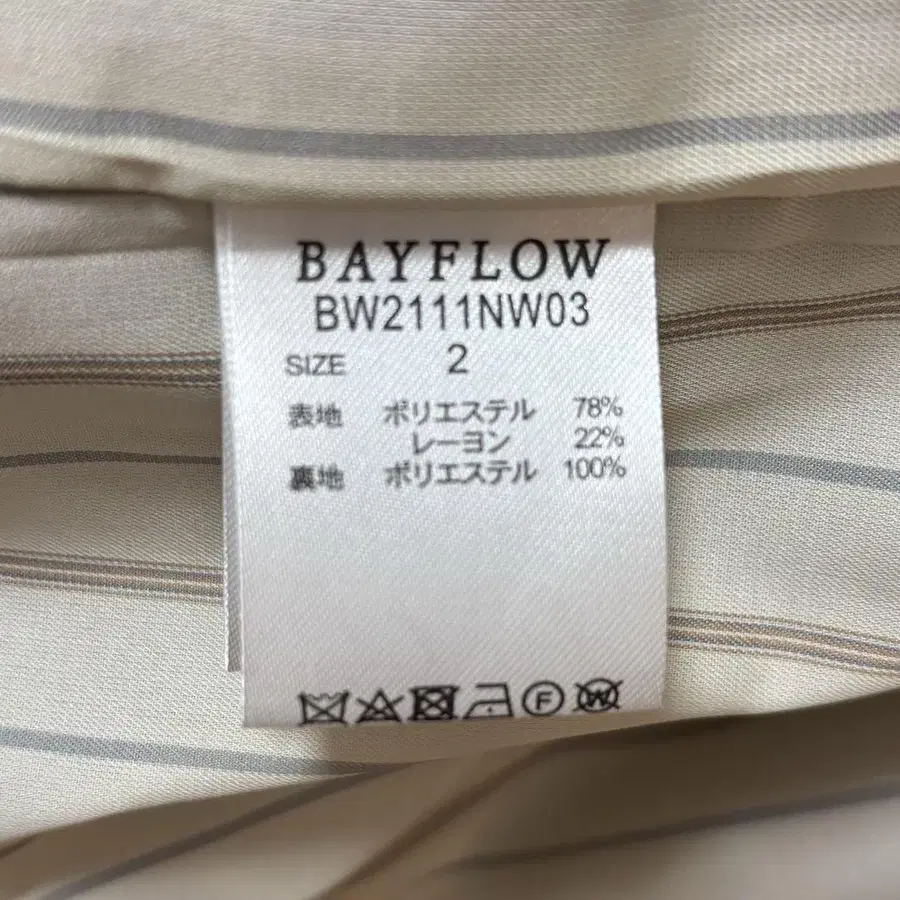 BAYFLOW
BW2111NW03
SIZE 2
表地 ポリエステル 78%
レーヨン 22%
裏地 ポリエステル 100%
F W